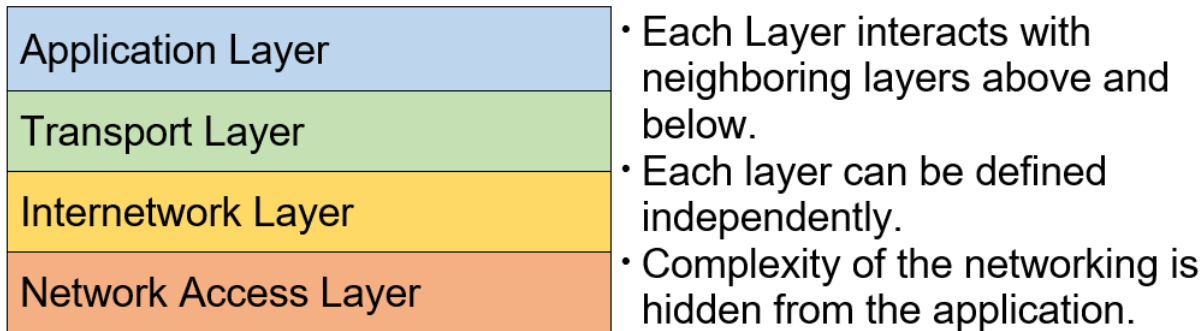 Application Layer
Transport Layer
Internetwork Layer
Network Access Layer
• Each Layer interacts with
neighboring layers above and
below.
• Each layer can be defined
independently.
• Complexity of the networking is
hidden from the application.